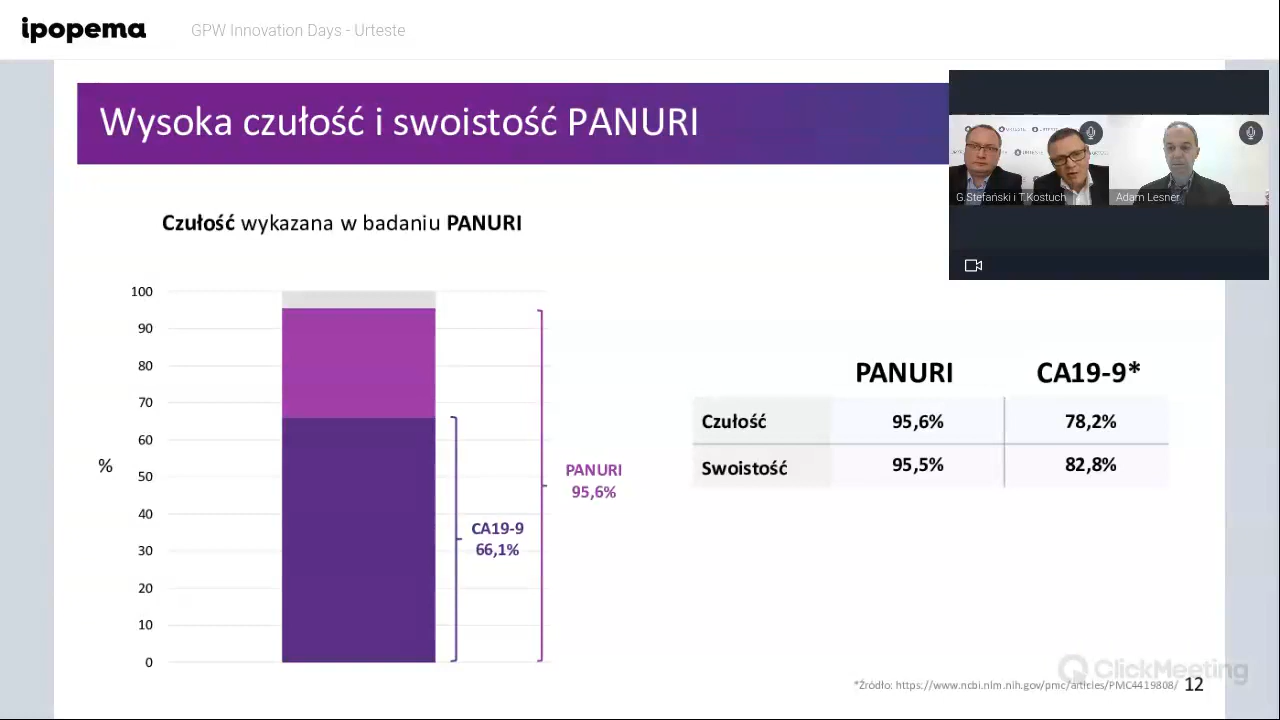 ipopema
GPW Innovation Days - Urteste
Wysoka czułość i swoistość PANURI
G.Stefański i T.Kostuch
Adam Lesner
Czułość wykazana w badaniu PANURI
100
90
80
70
60
50
40
30
20
10
0
%
CA19-9
66,1%
PANURI
95,6%
PANURI CA19-9*
Czułość 95,6% 78,2%
Swoistość 95,5% 82,8%
ClickMeeting
*Źródło: https://www.ncbi.nlm.nih.gov/pmc/articles/PMC4419808/ 12